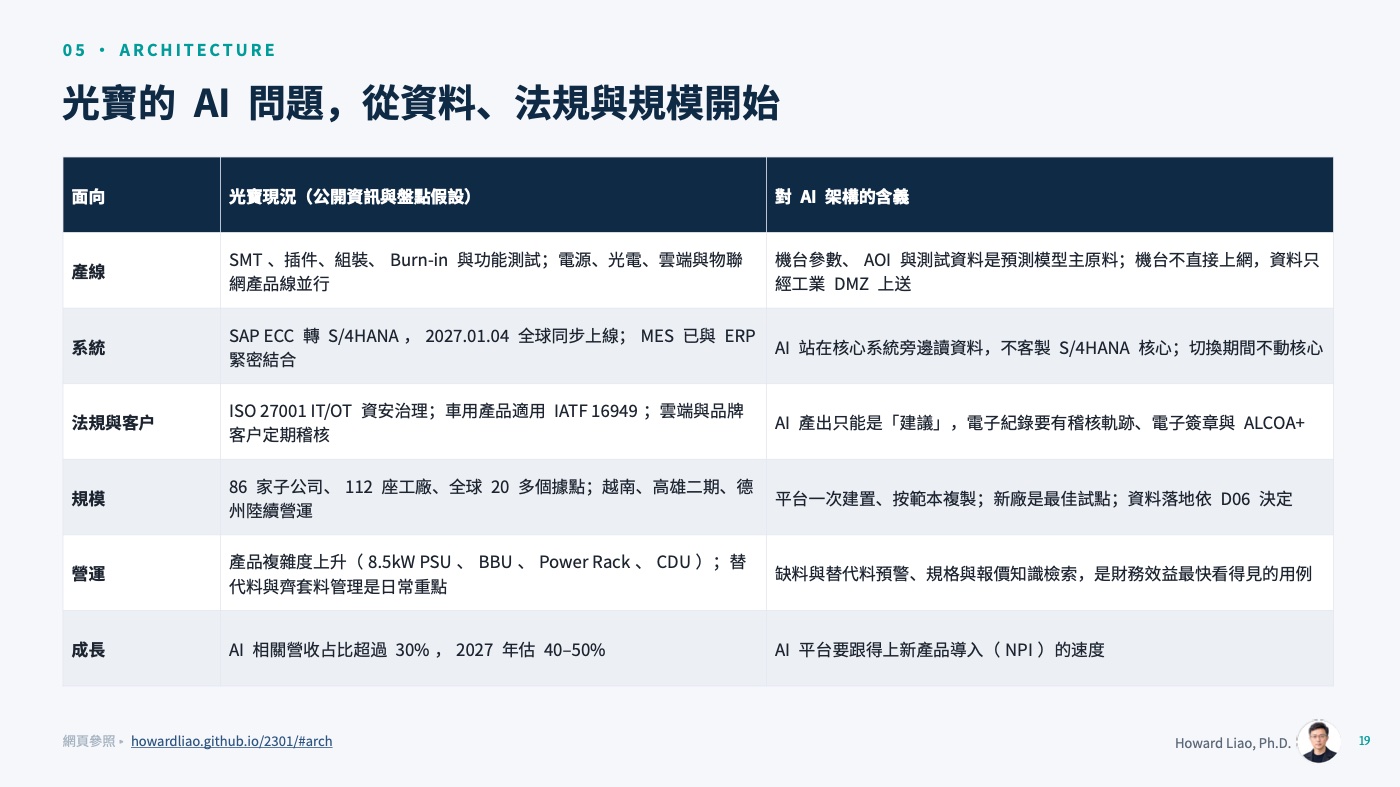 05 • ARCHITECTURE
光寶的 AI 問題，從資料、法規與規模開始
面向
光寶現況（公開資訊與盤點假設）
對 AI 架構的含義
產線
SMT 、插件、組裝、 Burn-in 與功能測試；電源、光電、雲端與物聯
網產品線並行
機台參數、 AOI 與測試資料是預測模型主原料；機台不直接上網，資料只
經工業 DMZ 上送
系統
SAP ECC 轉 S/4HANA ， 2027.01.04 全球同步上線； MES 已與 ERP
緊密結合
AI 站在核心系統旁邊讀資料，不客製 S/4HANA 核心；切換期間不動核心
法規與客户
ISO 27001 IT/OT 資安治理；車用產品適用 IATF 16949 ；雲端與品牌
客户定期稽核
AI 產出只能是「建議」，電子紀錄要有稽核軌跡、電子簽章與 ALCOA+
規模
86 家子公司、 112 座工廠、全球 20 多個據點；越南、高雄二期、德
州陸續營運
平台一次建置、按範本複製；新廠是最佳試點；資料落地依 D06 決定
營運
產品複雜度上升（ 8.5kW PSU 、 BBU 、 Power Rack 、 CDU ）；替
代料與齊套料管理是日常重點
缺料與替代料預警、規格與報價知識檢索，是財務效益最快看得見的用例
成長
AI 相關營收占比超過 30% ， 2027 年估 40–50%
AI 平台要跟得上新產品導入（ NPI ）的速度
網頁參照 ▸ howardliao.github.io/2301/#arch
Howard Liao, Ph.D.
19